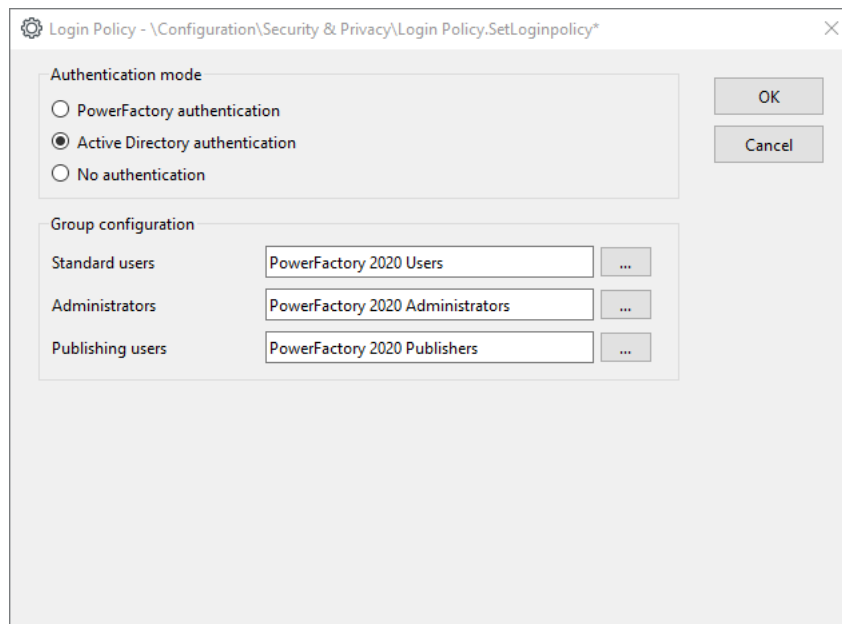 Login Policy - \Configuration\Security & Privacy\Login Policy.SetLoginpolicy*
Authentication mode
PowerFactory authentication
Active Directory authentication
No authentication
OK
Cancel
Group configuration
Standard users PowerFactory 2020 Users ...
Administrators PowerFactory 2020 Administrators ...
Publishing users PowerFactory 2020 Publishers ...